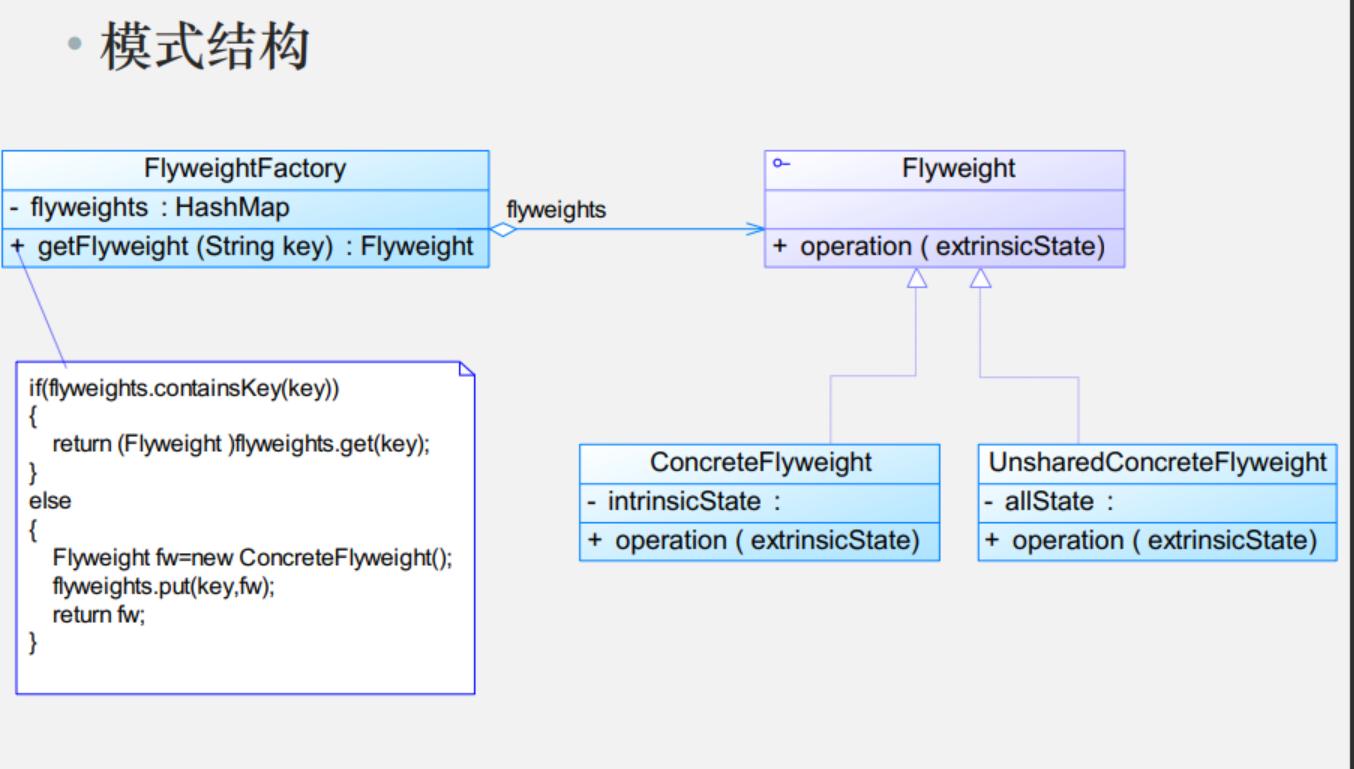 • 模式结构
FlyweightFactory
- flyweights : HashMap
+ getFlyweight (String key) : Flyweight
flyweights
Flyweight
+ operation ( extrinsicState)
if(flyweights.containsKey(key))
{
return (Flyweight )flyweights.get(key);
}
else
{
Flyweight fw=new ConcreteFlyweight();
flyweights.put(key,fw);
return fw;
}
ConcreteFlyweight
- intrinsicState :
+ operation ( extrinsicState)
UnsharedConcreteFlyweight
- allState :
+ operation ( extrinsicState)